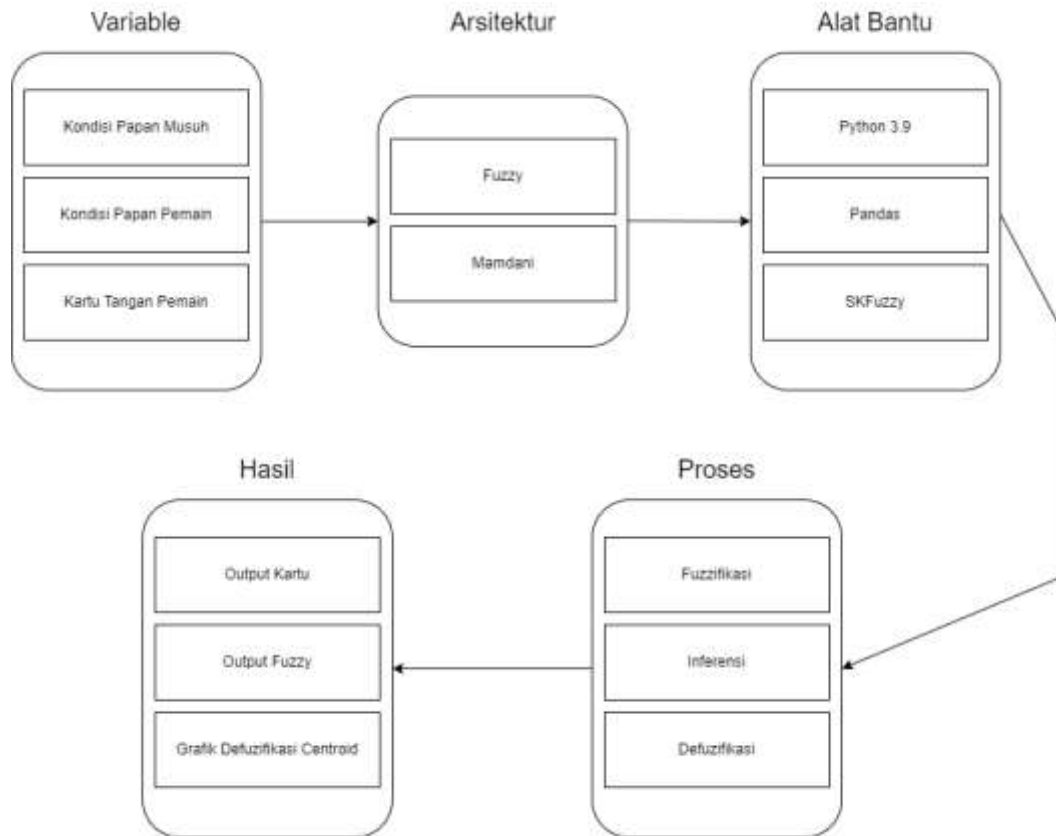 Variable
Arsitektur
Alat Bantu
Kondisi Papan Musuh
Kondisi Papan Pemain
Kartu Tangan Pemain
Fuzzy
Mamdani
Python 3.9
Pandas
SKFuzzy
Hasil
Proses
Output Kartu
Output Fuzzy
Grafik Defuzifikasi Centroid
Fuzzifikasi
Inferensi
Defuzifikasi